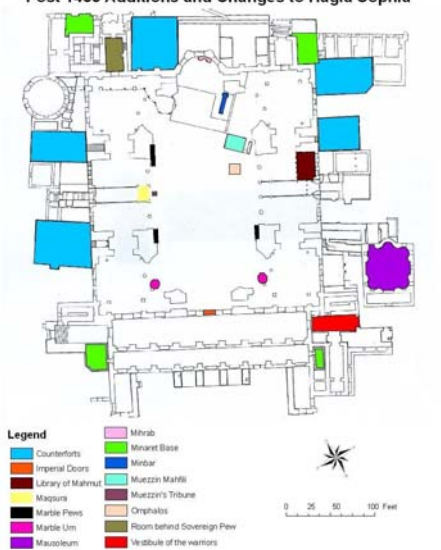 Post 1453 Additions and Changes to Hagia Sophia
Legend
Counterforts
Imperial Doors
Library of Mahmut
Maqsura
Marble Pews
Marble Urn
Mausoleum
Mihrab
Minaret Base
Minbar
Muezzin Mahfili
Muezzin's Tribune
Omphalos
Room behind Sovereign Pew
Vestibule of the warriors
0 25 50 100 Feet